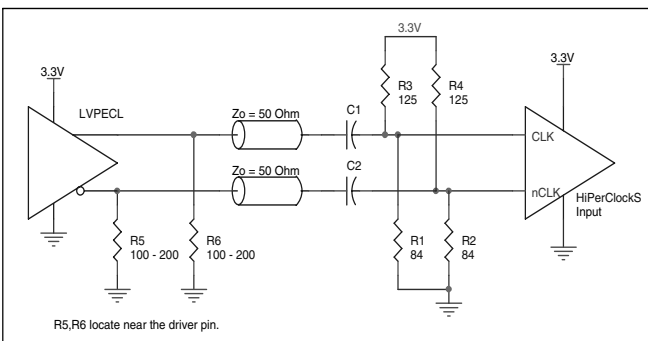 3.3V
3.3V
3.3V
R3
125
R4
125
LVPECL
Zo = 50 Ohm
C1
CLK
Zo = 50 Ohm
C2
nCLK
HiPerClockS
Input
R5
100 - 200
R6
100 - 200
R1
84
R2
84
R5,R6 locate near the driver pin.